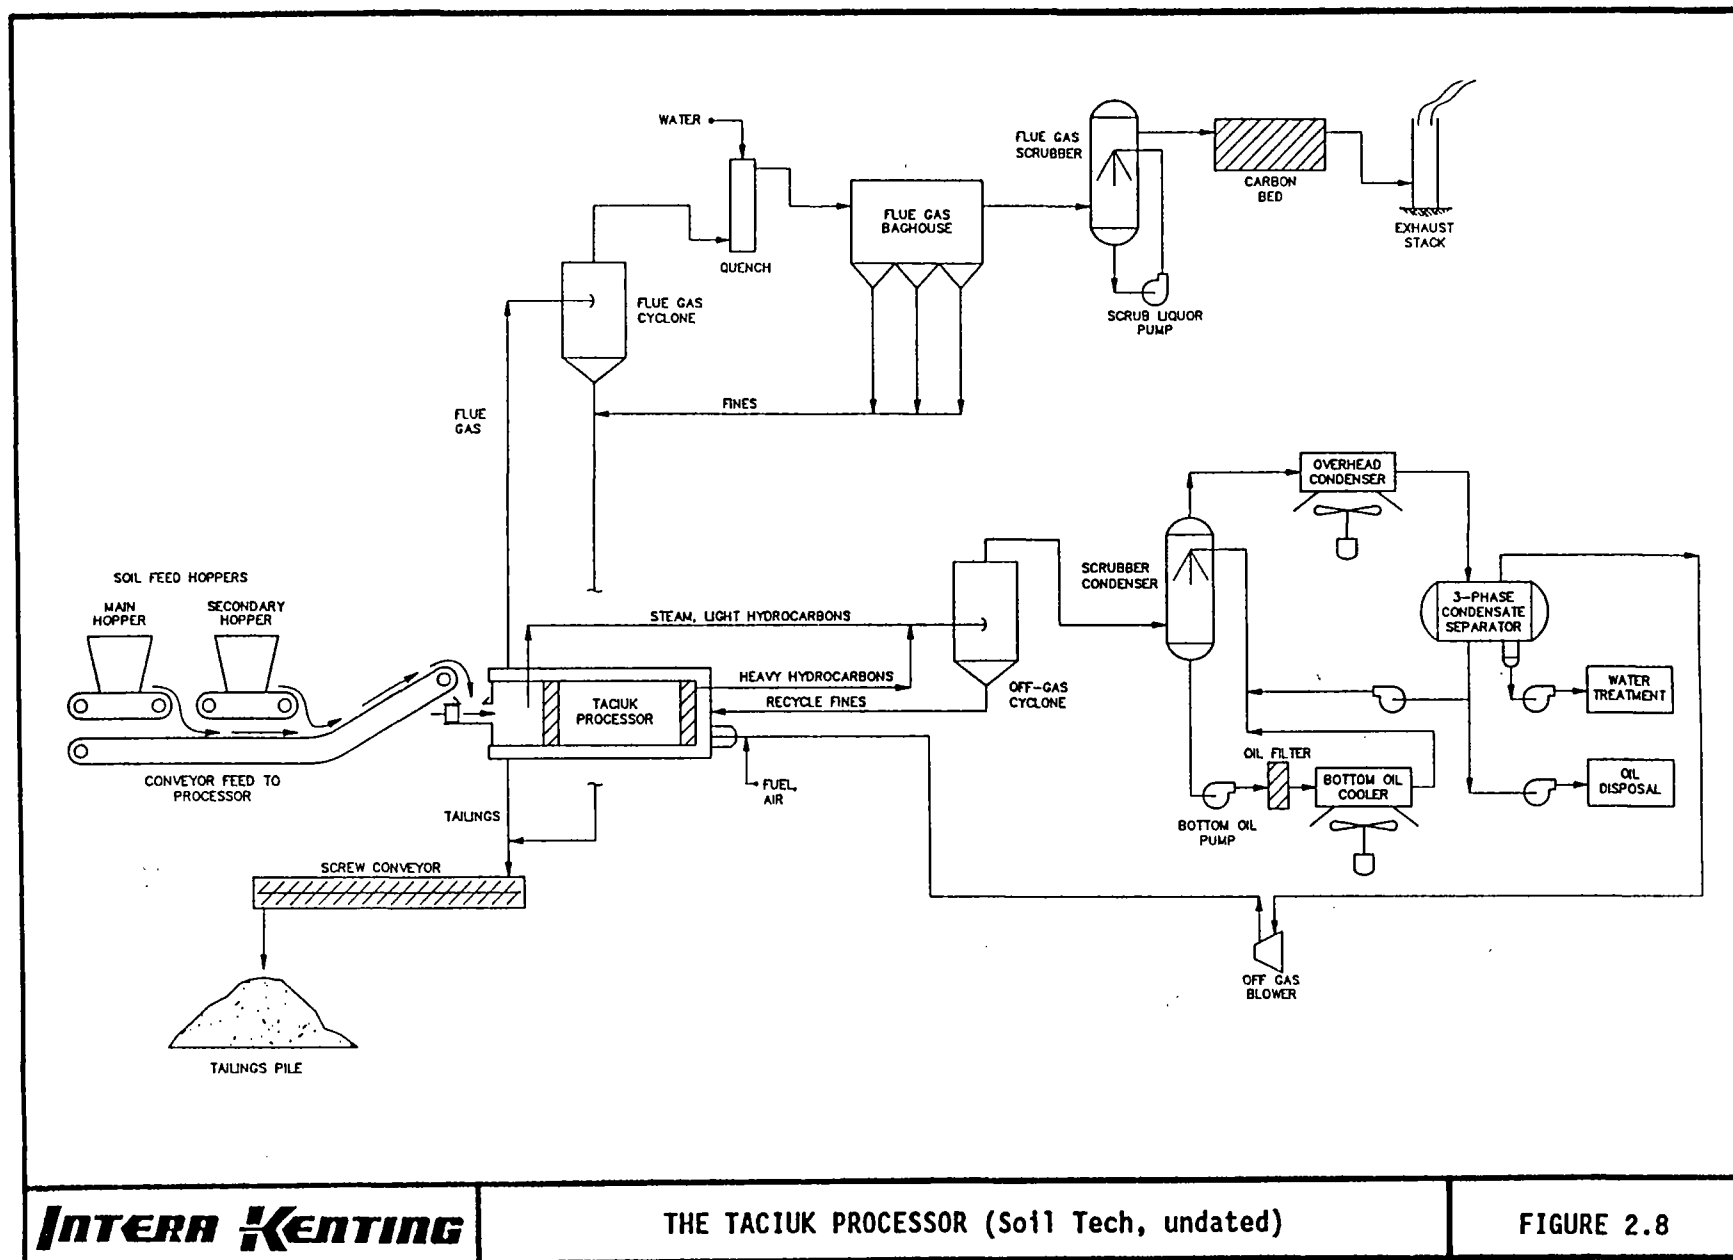 WATER
FLUE GAS
SCRUBBER
CARBON
BED
EXHAUST
STACK
FLUE GAS
BAGHOUSE
QUENCH
FLUE GAS
CYCLONE
SCRUB LIQUOR
PUMP
FINES
FLUE
GAS
OVERHEAD
CONDENSER
SOIL FEED HOPPERS
MAIN
HOPPER
SECONDARY
HOPPER
SCRUBBER
CONDENSER
3-PHASE
CONDENSATE
SEPARATOR
STEAM, LIGHT HYDROCARBONS
HEAVY HYDROCARBONS
RECYCLE FINES
OFF-GAS
CYCLONE
TACIUK
PROCESSOR
WATER
TREATMENT
CONVEYOR FEED TO
PROCESSOR
FUEL,
AIR
OIL FILTER
BOTTOM OIL
COOLER
OIL
DISPOSAL
TAILINGS
BOTTOM OIL
PUMP
SCREW CONVEYOR
OFF GAS
BLOWER
TAILINGS PILE
INTERA KENTING
THE TACIUK PROCESSOR (Soil Tech, undated)
FIGURE 2.8